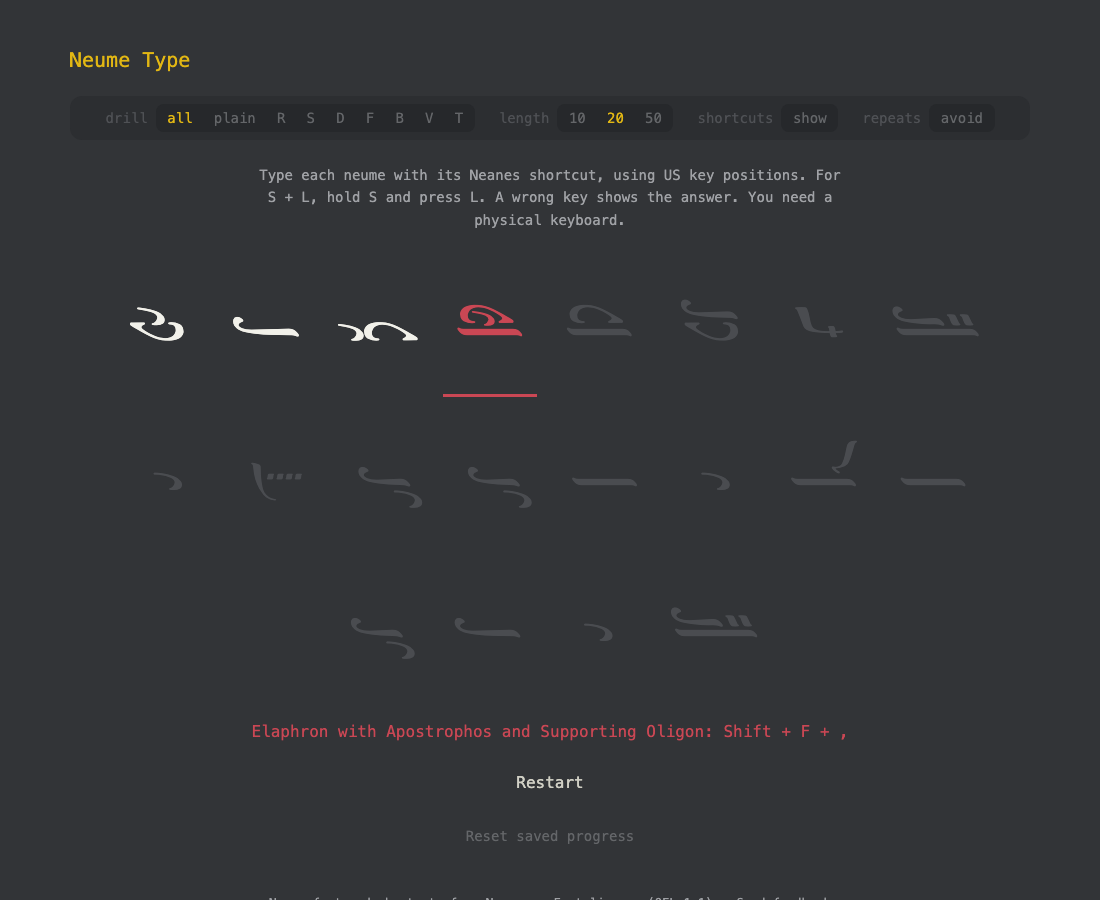 Neume Type
drill all plain R S D F B V T length 10 20 50 shortcuts show repeats avoid
Type each neume with its Neanes shortcut, using US key positions. For
S + L, hold S and press L. A wrong key shows the answer. You need a
physical keyboard.
Elaphron with Apostrophos and Supporting Oligon: Shift + F + ,
Restart
Reset saved progress